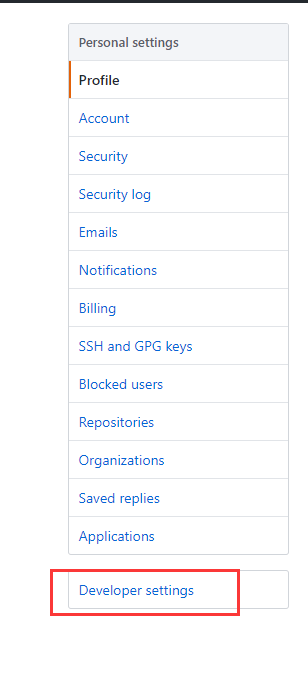 Personal settings
Profile
Account
Security
Security log
Emails
Notifications
Billing
SSH and GPG keys
Blocked users
Repositories
Organizations
Saved replies
Applications
Developer settings